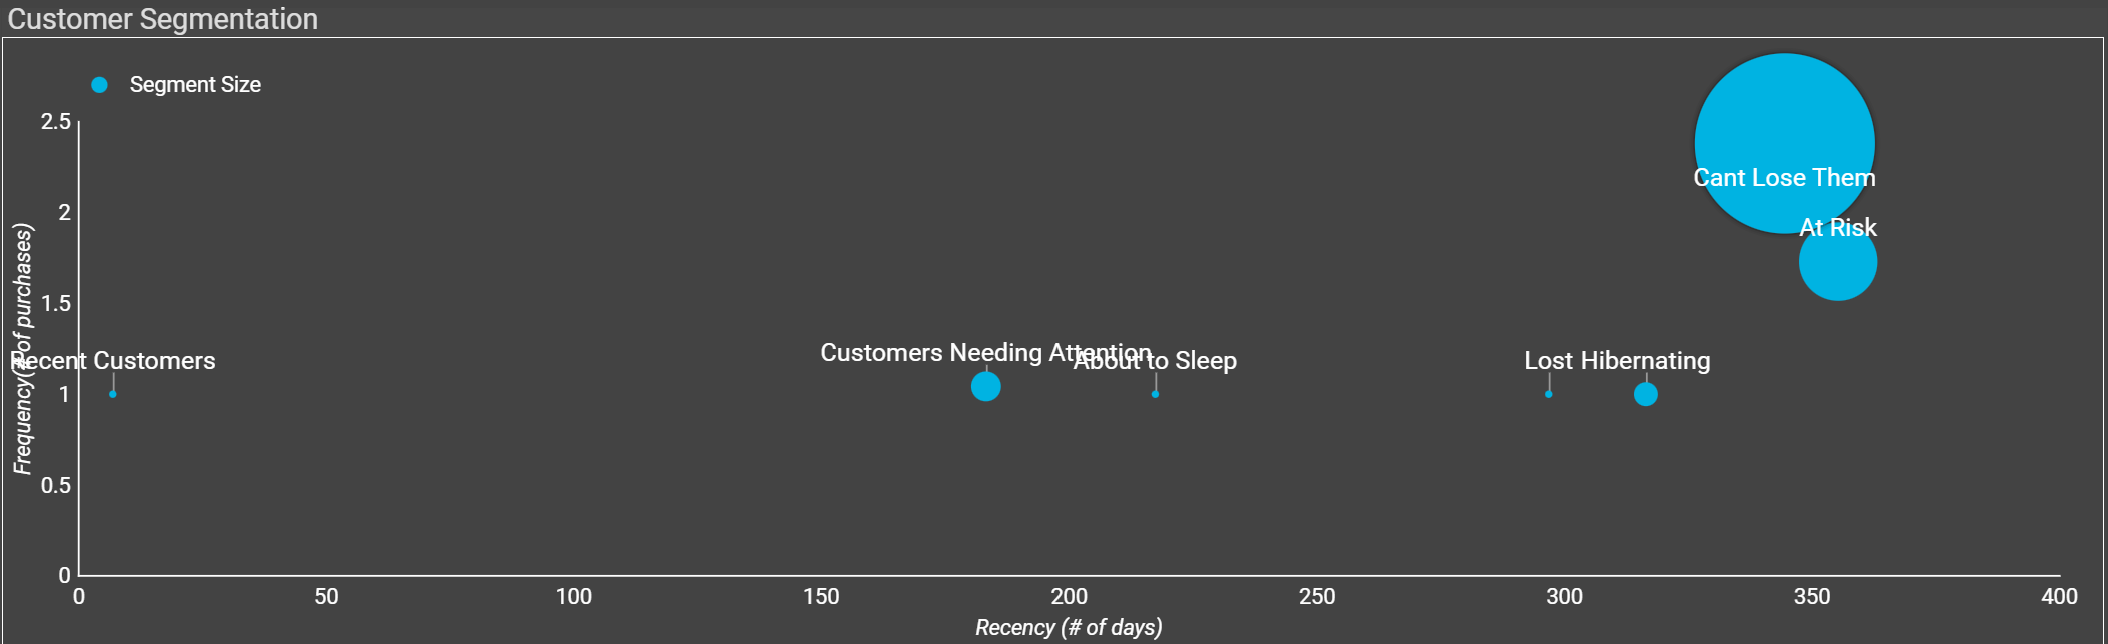 Customer Segmentation
Segment Size
2.5
2
1.5
1
0.5
0
Frequency(# of purchases)
Cant Lose Them
At Risk
Recent Customers
Customers Needing Attention
About to Sleep
Lost
Hibernating
0 50 100 150 200 250 300 350 400
Recency (# of days)